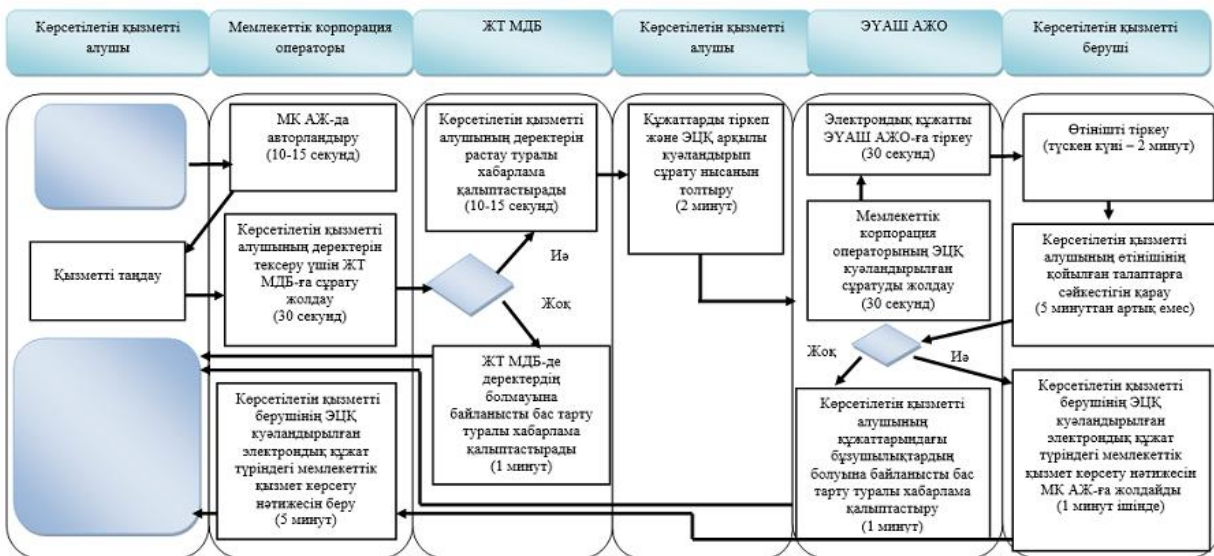 Көрсетілетін қызметті
алушы
Мемлекеттік корпорация
операторы
ЖТ МДБ
Көрсетілетін қызметті
алушы
ЭҮАШ АЖО
Көрсетілетін қызметті
беруші
МК АЖ-да
авторландыру
(10-15 секунд)
Қызметті таңдау
Көрсетілетін қызметті
алушының деректерін
тексеру үшін ЖТ
МДБ-ға сұрату
жолдау
(30 секунд)
Көрсетілетін қызметті
алушының деректерін
растау туралы
хабарлама
қалыптастырады
(10-15 секунд)
Иә
Жоқ
ЖТ МДБ-де
деректердің
болмауына
байланысты бас тарту
туралы хабарлама
қалыптастырады
(1 минут)
Құжаттарды тіркеп
және ЭЦҚ арқылы
куәландырып
сұрату нысанын
толтыру
(2 минут)
Электрондық құжатты
ЭҮАШ АЖО-ға тіркеу
(30 секунд)
Мемлекеттік
корпорация
операторының ЭЦҚ
куәландырылған
сұратуды жолдау
(30 секунд)
Өтінішті тіркеу
(түскен күні – 2 минут)
Көрсетілетін қызметті
алушының өтінішінің
қойылған талаптарға
сәйкестігін қарау
(5 минуттан артық емес)
Жоқ
Иә
Көрсетілетін қызметті
алушының
құжаттарындағы
бұзушылықтардың
болуына байланысты бас
тарту туралы хабарлама
қалыптастыру
(1 минут)
Көрсетілетін қызметті
берушінің ЭЦҚ
куәландырылған
электрондық құжат
түріндегі мемлекеттік
қызмет көрсету нәтижесін
МК АЖ-ға жолдайды
(1 минут ішінде)
Көрсетілетін қызметті
берушінің ЭЦҚ
куәландырылған
электрондық құжат
түріндегі мемлекеттік
қызмет көрсету
нәтижесін беру
(5 минут)